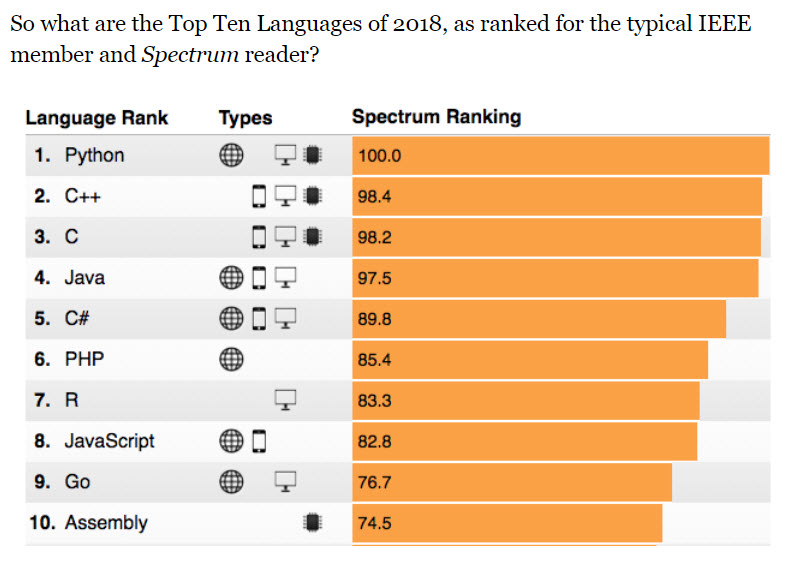 So what are the Top Ten Languages of 2018, as ranked for the typical IEEE
member and Spectrum reader?
Language Rank Types Spectrum Ranking
1. Python 100.0
2. C++ 98.4
3. C 98.2
4. Java 97.5
5. C# 89.8
6. PHP 85.4
7. R 83.3
8. JavaScript 82.8
9. Go 76.7
10. Assembly 74.5